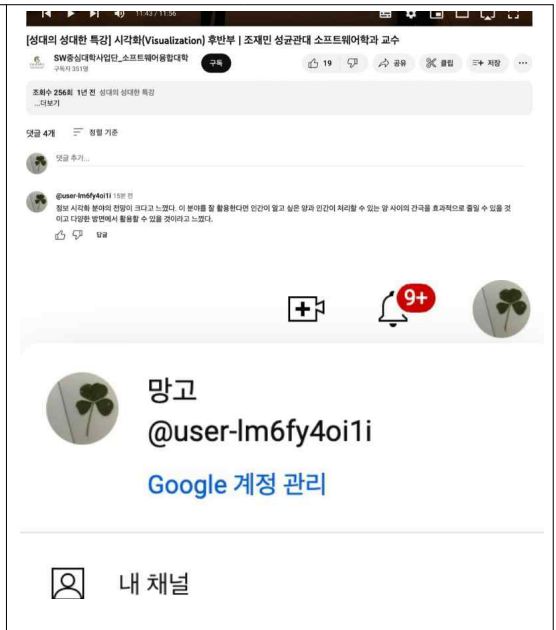 11:43 / 11:56
[성대의 성대한 특강] 시각화(Visualization) 후반부 | 조재민 성균관대 소프트웨어학과 교수
SW중심대학사업단_소프트웨어융합대학
구독자 351명
구독
19
공유
클립
저장
조회수 256회 1년 전 성대의 성대한 특강
...더보기
댓글 4개
정렬 기준
댓글 추가...
@user-lm6fy4oi1i 15분 전
정보 시각화 분야의 전망이 크다고 느꼈다. 이 분야를 잘 활용한다면 인간이 알고 싶은 양과 인간이 처리할 수 있는 양 사이의 간극을 효과적으로 줄일 수 있을 것
이고 다양한 방면에서 활용할 수 있을 것이라고 느꼈다.
답글
9+
망고
@user-lm6fy4oi1i
Google 계정 관리
내 채널